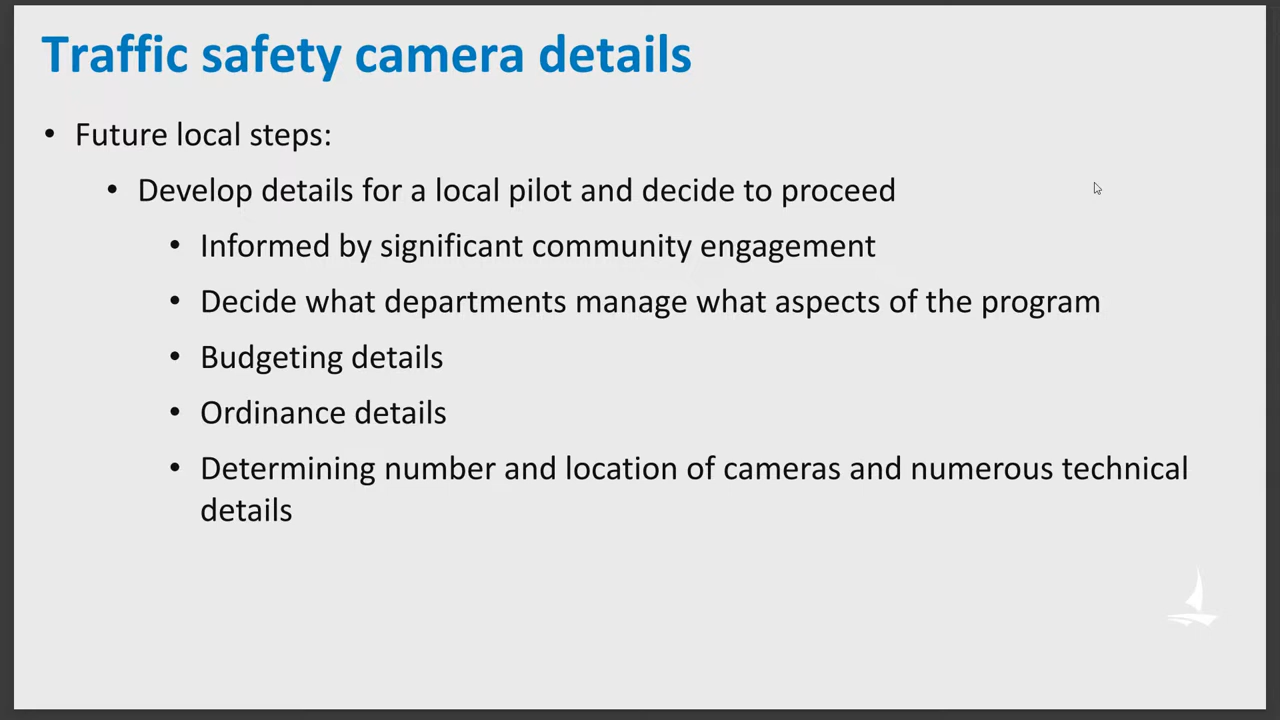 Traffic safety camera details
• Future local steps:
• Develop details for a local pilot and decide to proceed
• Informed by significant community engagement
• Decide what departments manage what aspects of the program
• Budgeting details
• Ordinance details
• Determining number and location of cameras and numerous technical
details